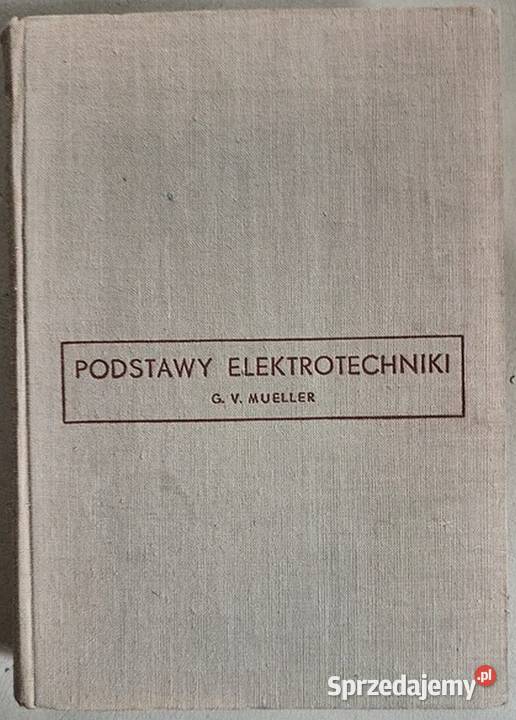 PODSTAWY ELEKTROTECHNIKI
G. V. MUELLER
Sprzedajemy.pl